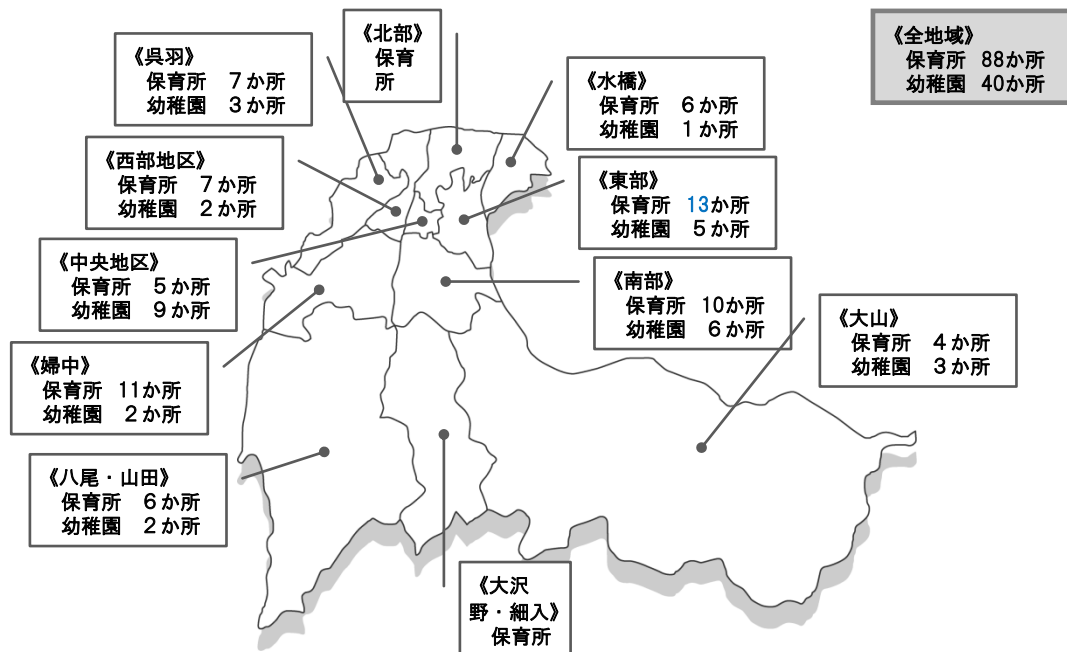 《北部》
保育
所
《全地域》
保育所 88か所
幼稚園 40か所
《呉羽》
保育所 7か所
幼稚園 3か所
《水橋》
保育所 6か所
幼稚園 1か所
《西部地区》
保育所 7か所
幼稚園 2か所
《東部》
保育所 13か所
幼稚園 5か所
《中央地区》
保育所 5か所
幼稚園 9か所
《南部》
保育所 10か所
幼稚園 6か所
《大山》
保育所 4か所
幼稚園 3か所
《婦中》
保育所 11か所
幼稚園 2か所
《八尾・山田》
保育所 6か所
幼稚園 2か所
《大沢
野・細入》
保育所